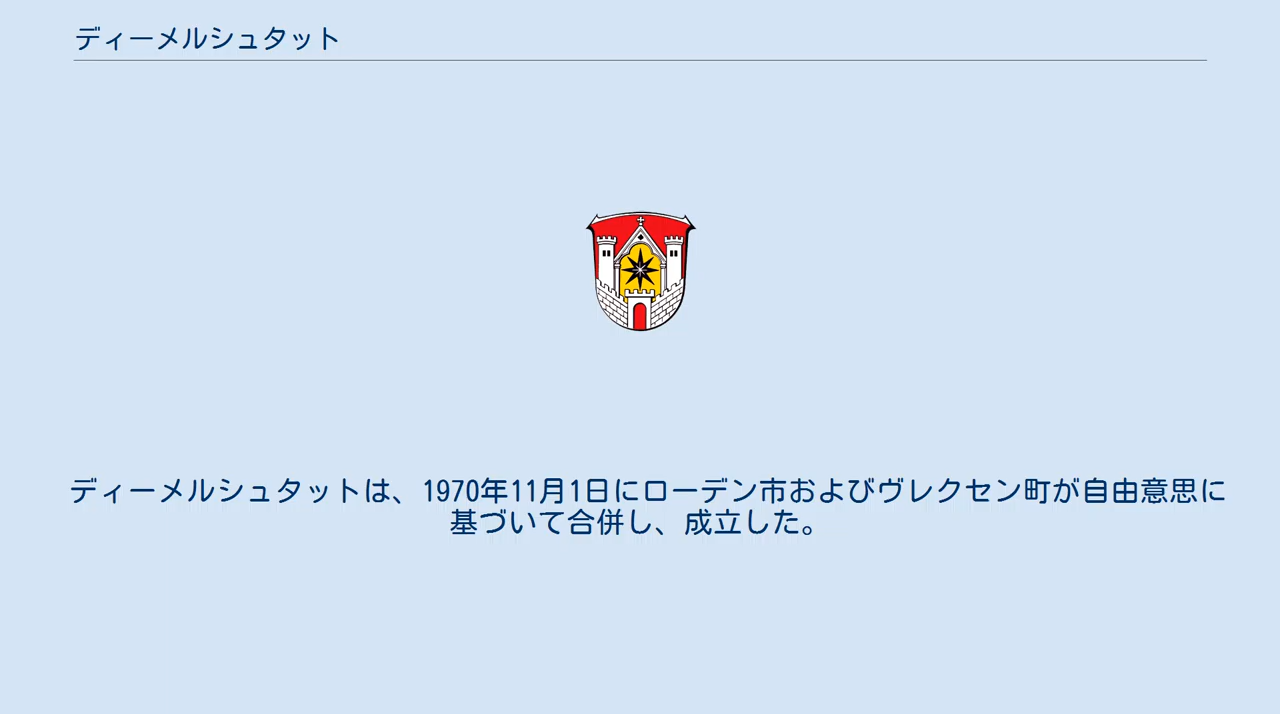 ディーメルシュタット
ディーメルシュタットは、1970年11月1日にローデン市およびヴレクセン町が自由意思に
基づいて合併し、成立した。